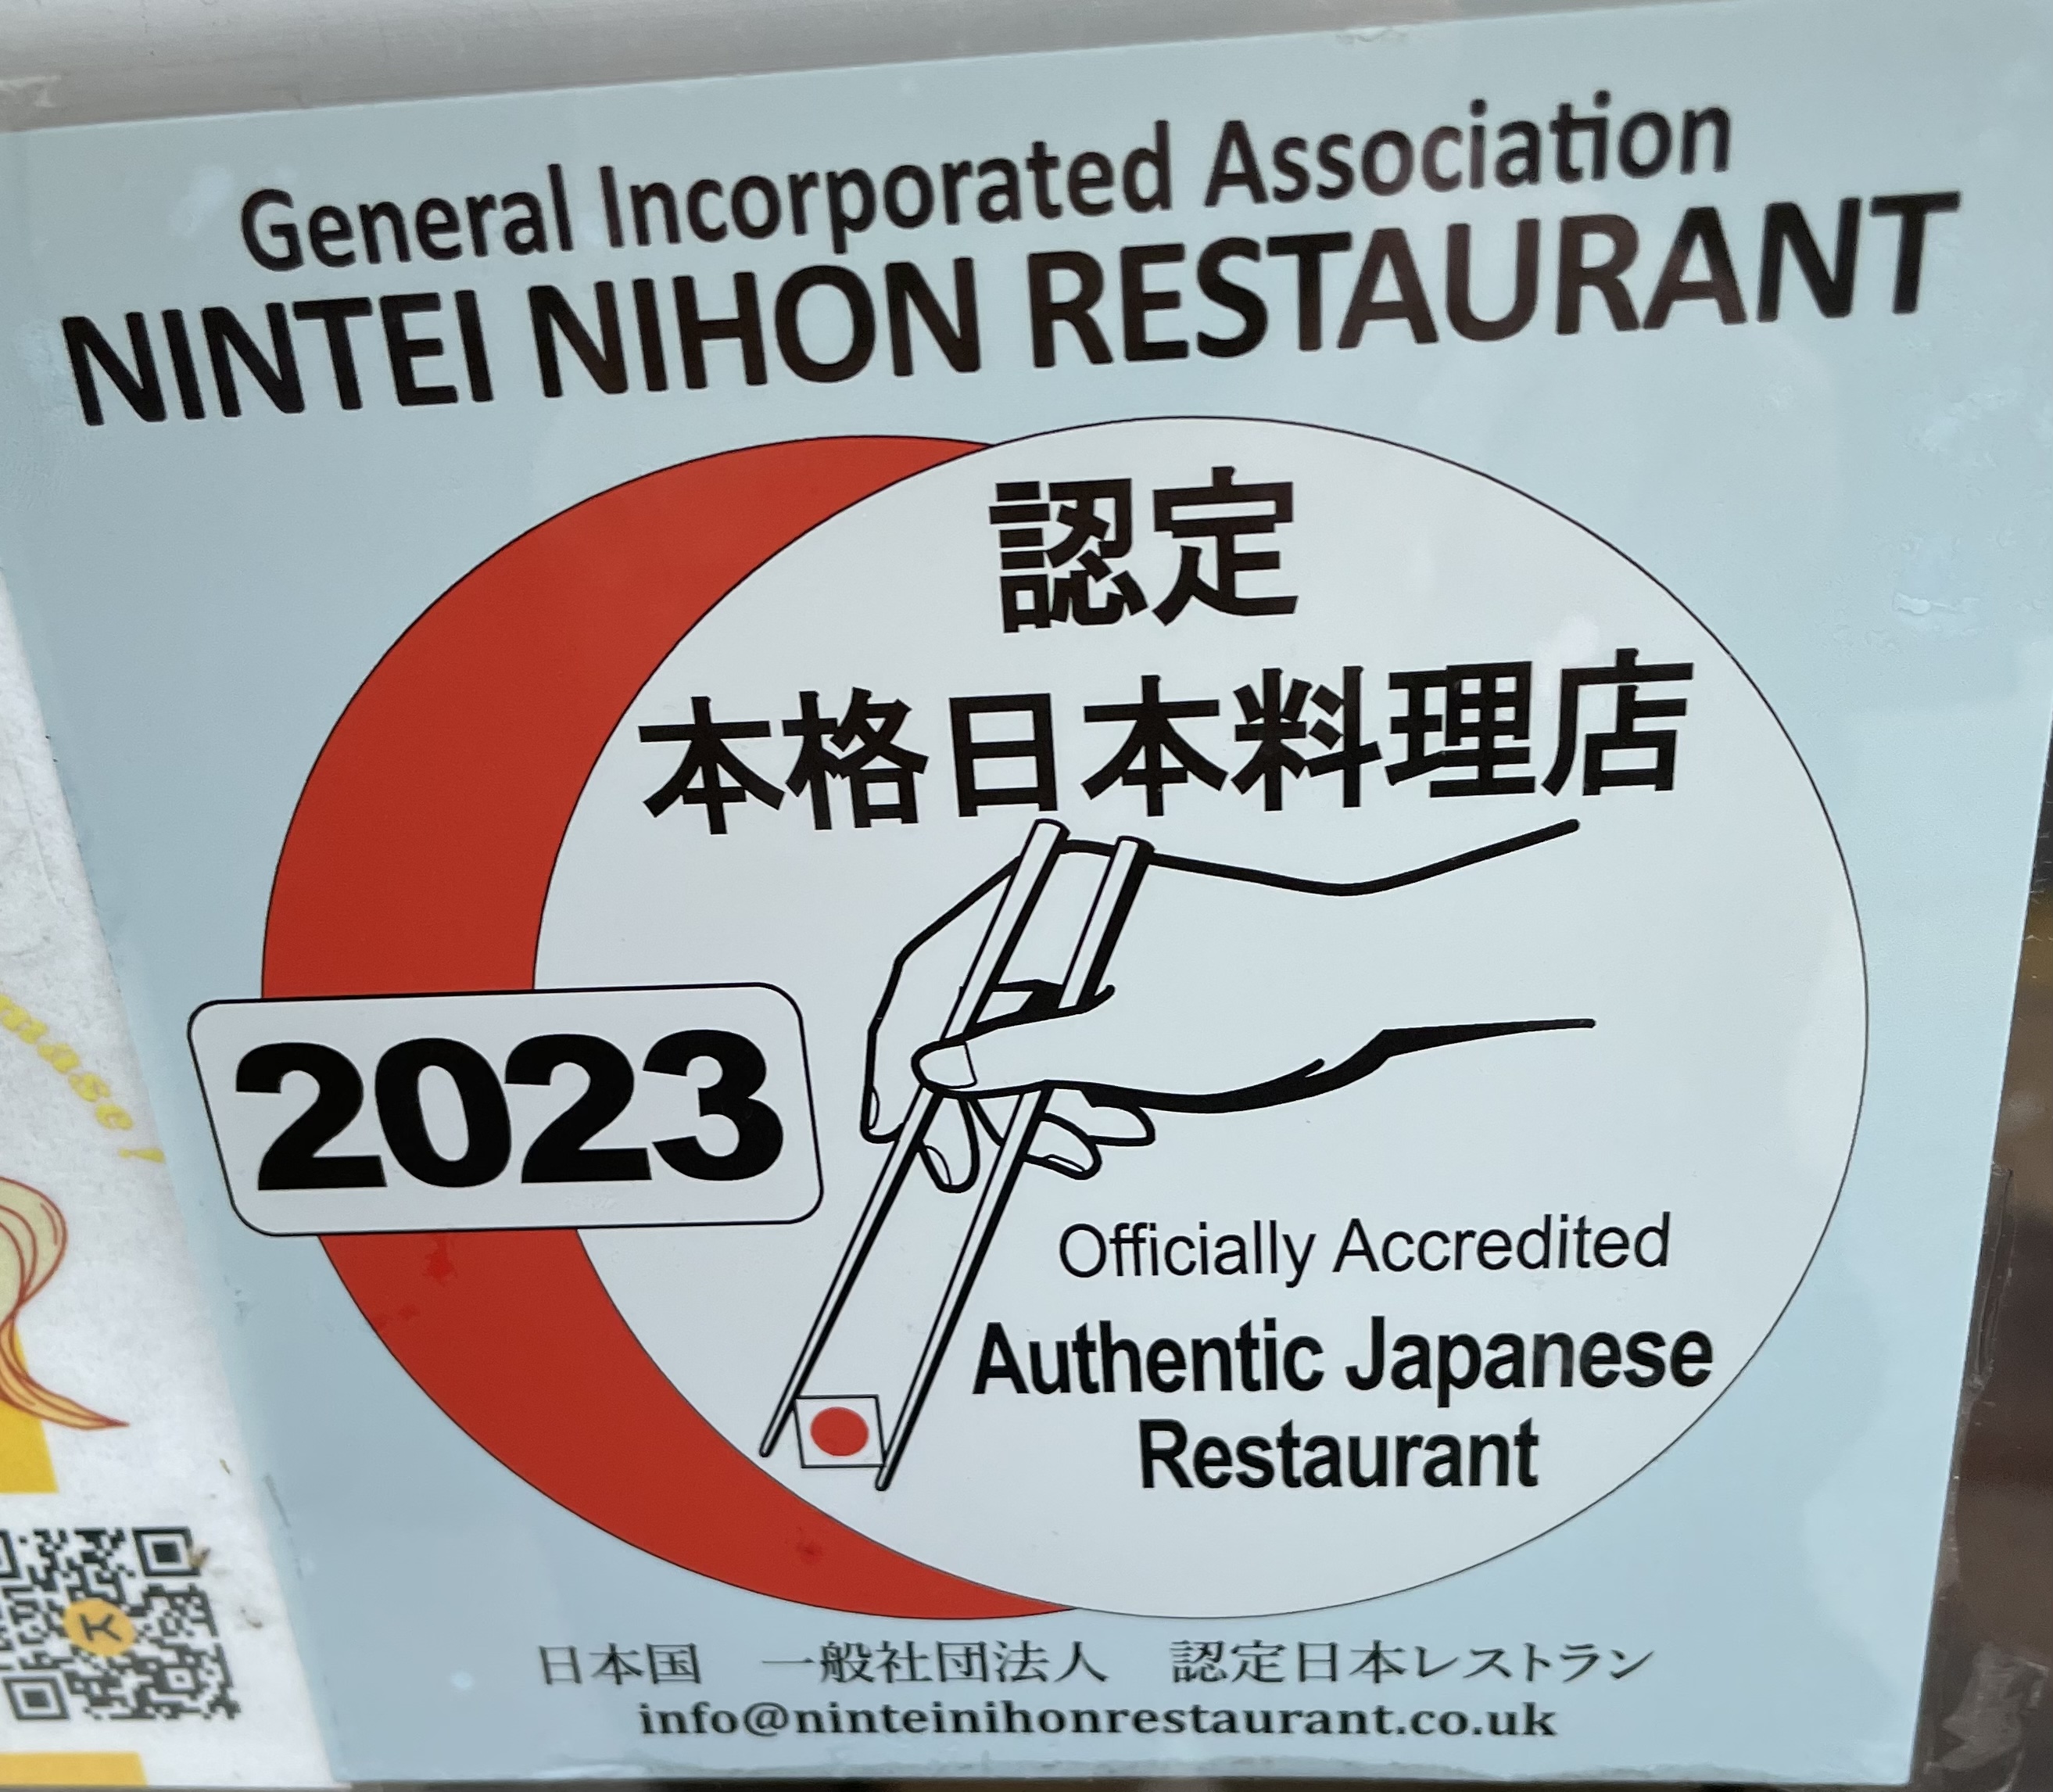 General Incorporated Association
NINTEI NIHON RESTAURANT
認定
本格日本料理店
2023
Officially Accredited
Authentic Japanese
Restaurant
日本国 一般社団法人 認定日本レストラン
info@ninteinihonrestaurant.co.uk
K